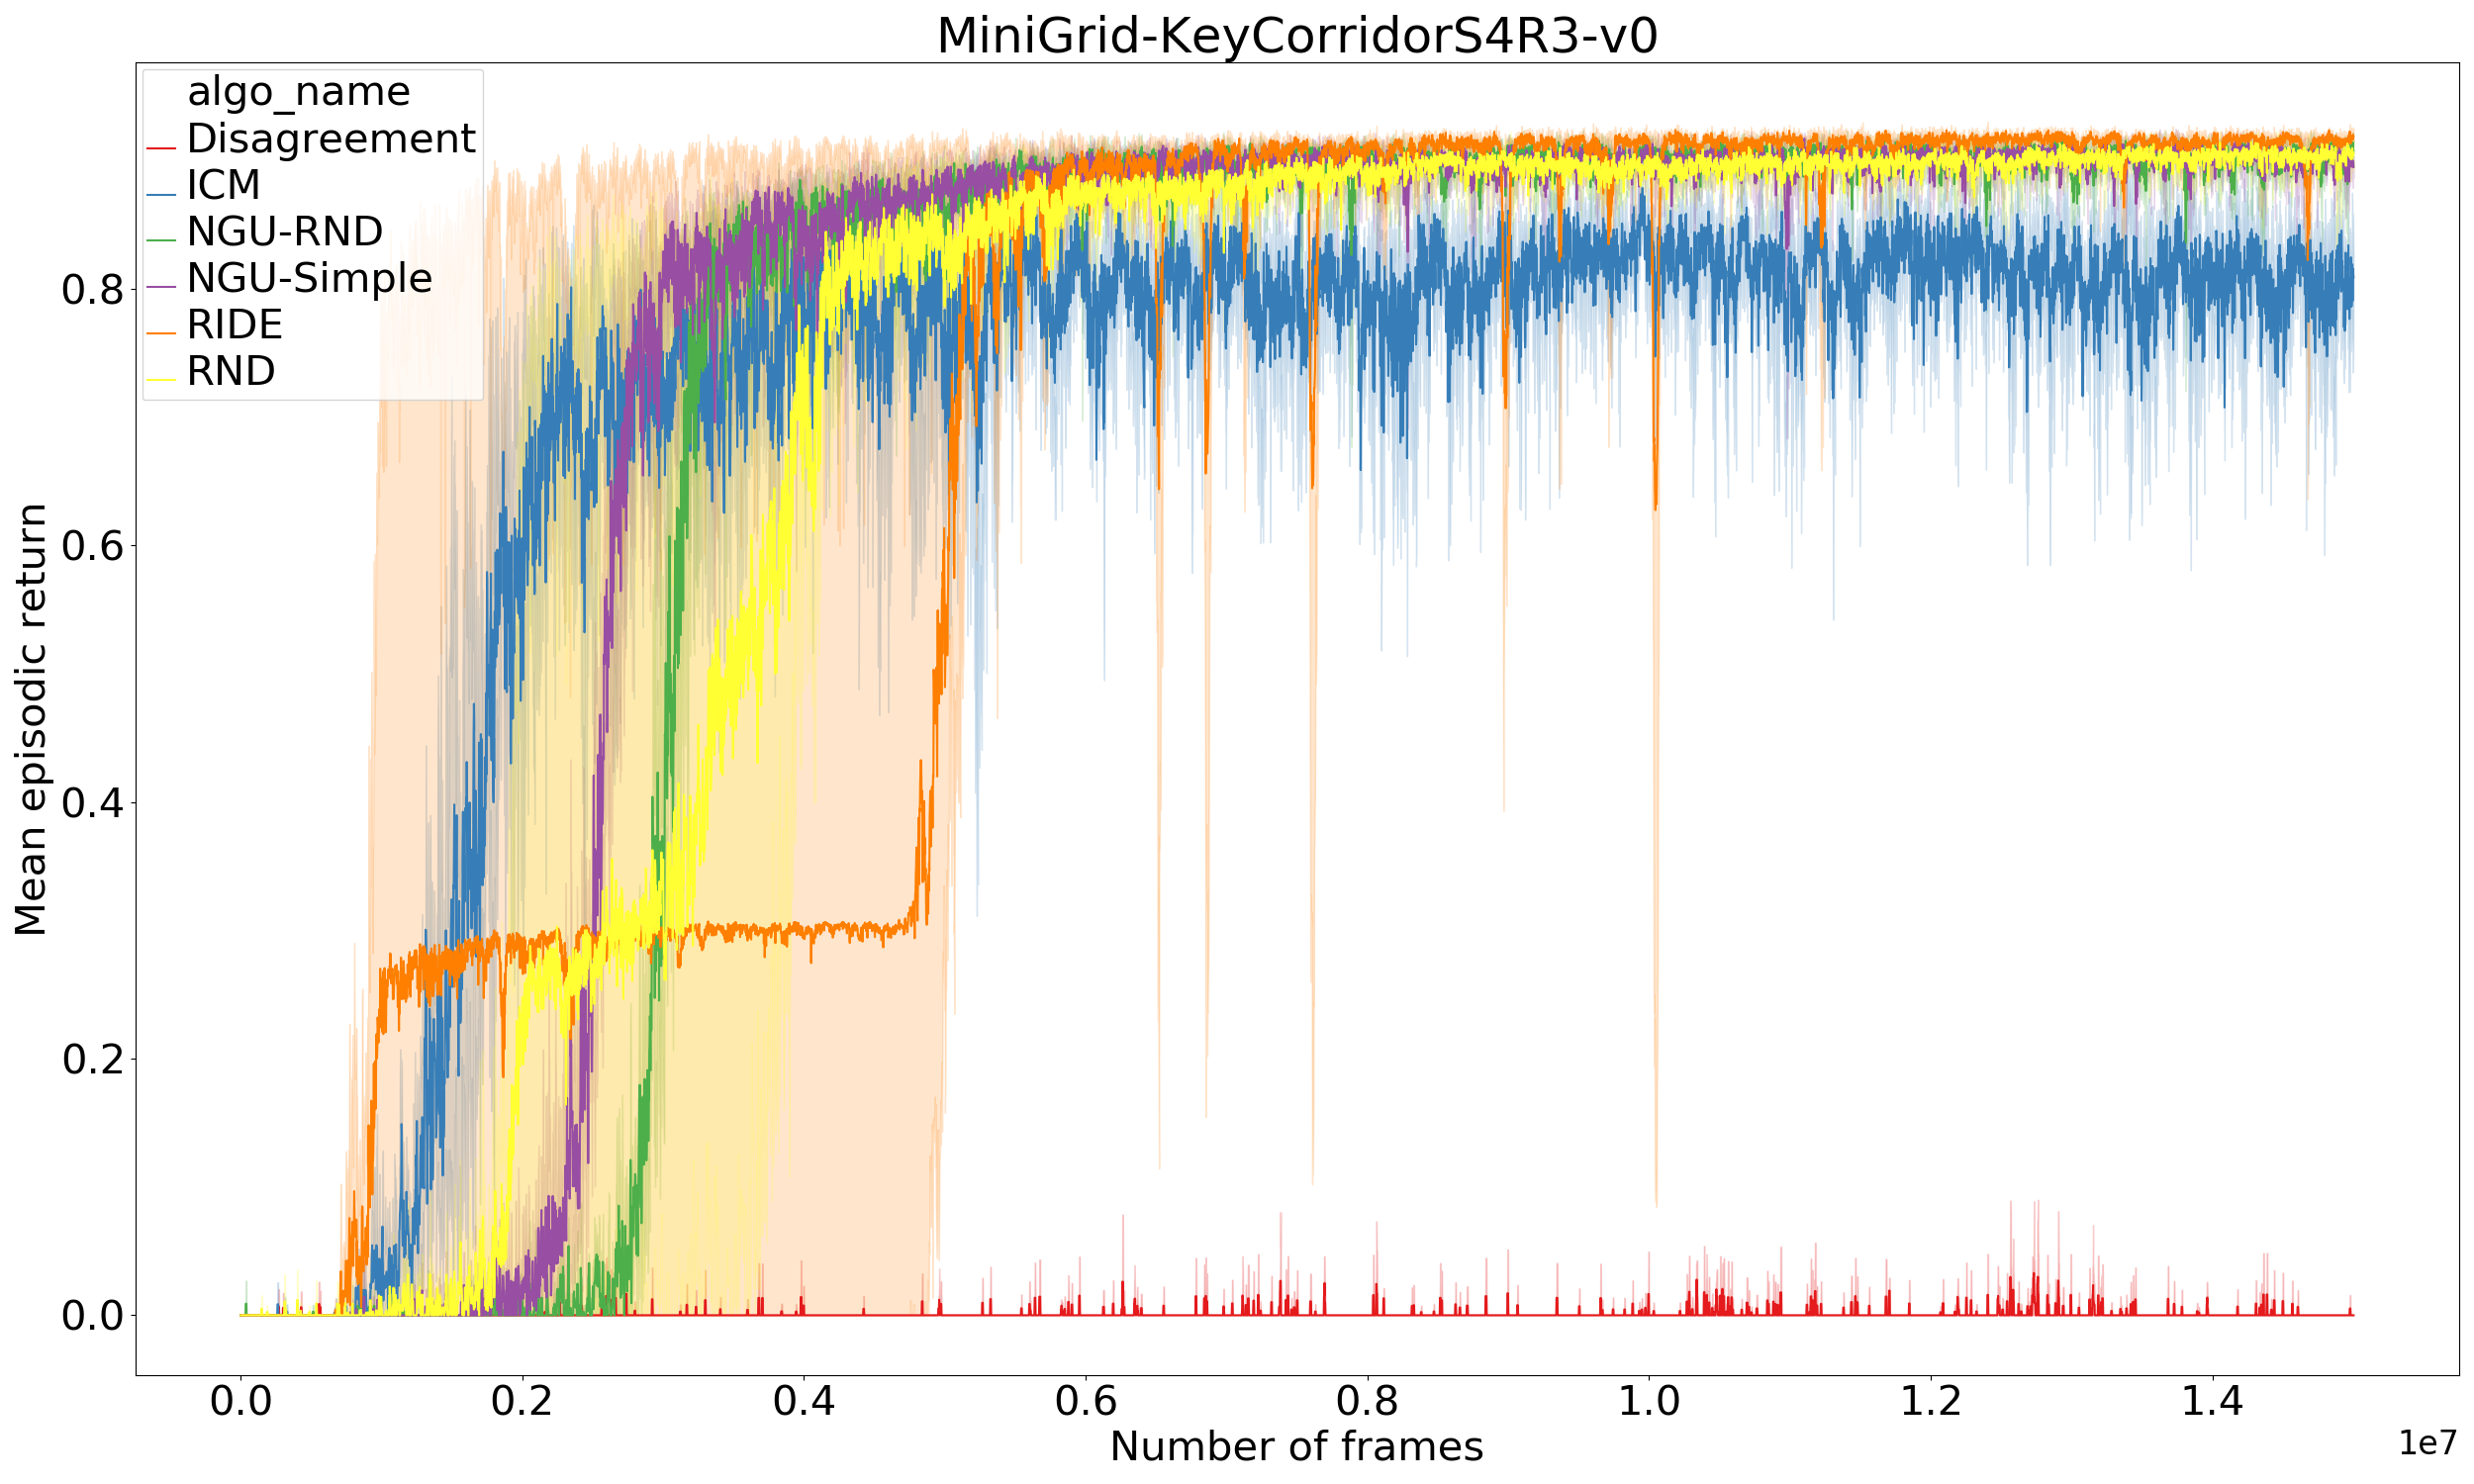 MiniGrid-KeyCorridorS4R3-v0
algo_name
Disagreement
ICM
NGU-RND
NGU-Simple
RIDE
RND
Mean episodic return
0.8
0.6
0.4
0.2
0.0
0.0 0.2 0.4 0.6 0.8 1.0 1.2 1.4
Number of frames
1e7